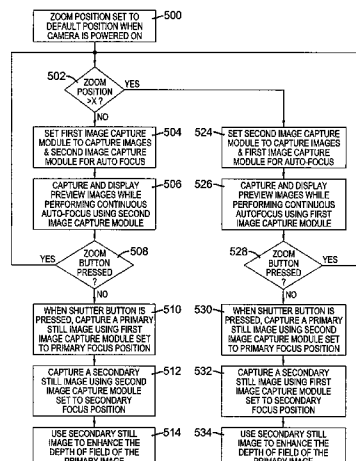 ZOOM POSITION SET TO
DEFAULT POSITION WHEN
CAMERA IS POWERED ON
500
502
ZOOM
POSITION
>X ?
YES
NO
SET FIRST IMAGE CAPTURE
MODULE TO CAPTURE IMAGES
& SECOND IMAGE CAPTURE
MODULE FOR AUTO FOCUS
504
CAPTURE AND DISPLAY
PREVIEW IMAGES WHILE
PERFORMING CONTINUOUS
AUTO-FOCUS USING SECOND
IMAGE CAPTURE MODULE
506
508
YES
ZOOM
BUTTON
PRESSED
?
NO
WHEN SHUTTER BUTTON IS
PRESSED, CAPTURE A PRIMARY
STILL IMAGE USING FIRST
IMAGE CAPTURE MODULE SET
TO PRIMARY FOCUS POSITION
510
CAPTURE A SECONDARY
STILL IMAGE USING SECOND
IMAGE CAPTURE MODULE
SET TO SECONDARY
FOCUS POSITION
512
USE SECONDARY STILL
IMAGE TO ENHANCE THE
DEPTH OF FIELD OF THE
PRIMARY IMAGE
514
524
SET SECOND IMAGE CAPTURE
MODULE TO CAPTURE IMAGES
& FIRST IMAGE CAPTURE
MODULE FOR AUTO-FOCUS
526
CAPTURE AND DISPLAY
PREVIEW IMAGES WHILE
PERFORMING CONTINUOUS
AUTOFOCUS USING FIRST
IMAGE CAPTURE MODULE
528
ZOOM
BUTTON
PRESSED
?
YES
NO
530
WHEN SHUTTER BUTTON IS
PRESSED, CAPTURE A PRIMARY
STILL IMAGE USING SECOND
IMAGE CAPTURE MODULE SET
TO PRIMARY FOCUS POSITION
532
CAPTURE A SECONDARY
STILL IMAGE USING FIRST
IMAGE CAPTURE MODULE
SET TO SECONDARY
FOCUS POSITION
534
USE SECONDARY STILL
IMAGE TO ENHANCE THE
DEPTH OF FIELD OF THE
PRIMARY IMAGE